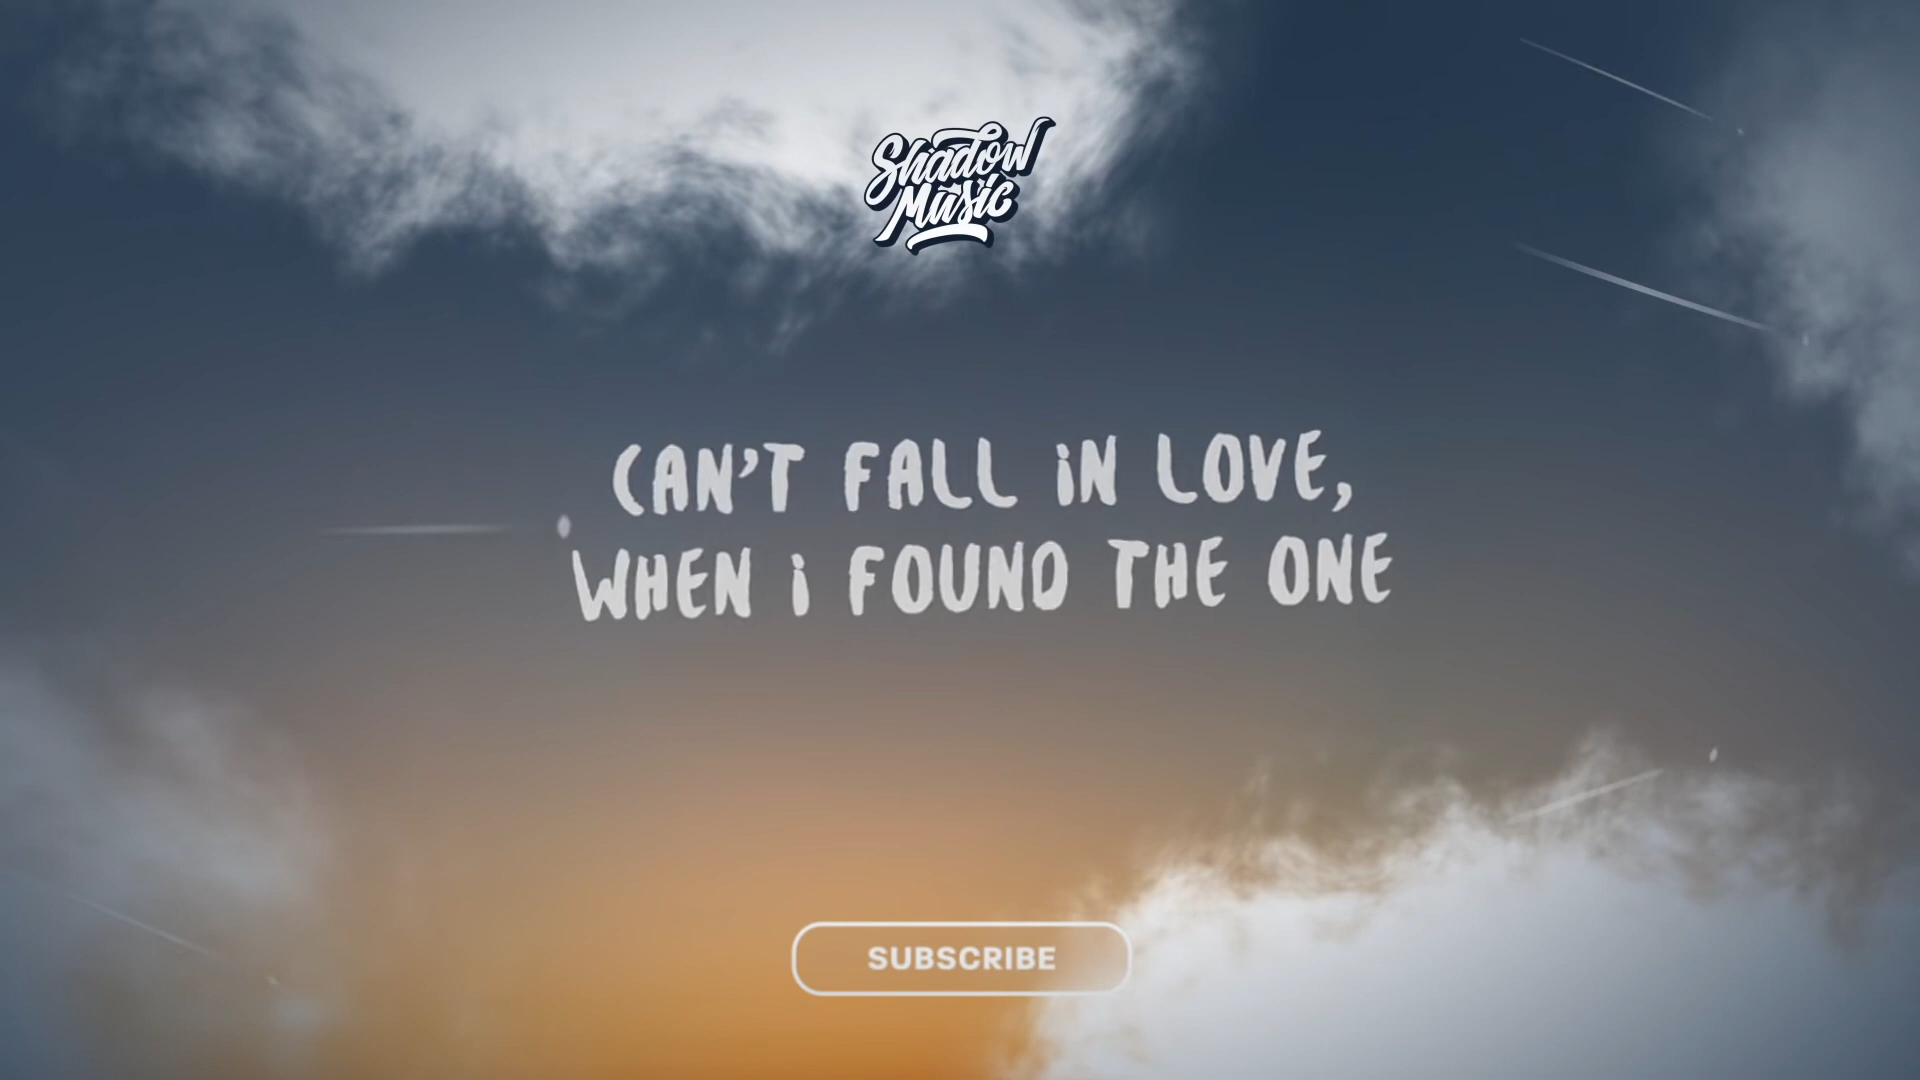 Shadow
Music
CAN'T FALL iN LOVE,
WHEN i FOUND THE ONE
SUBSCRIBE